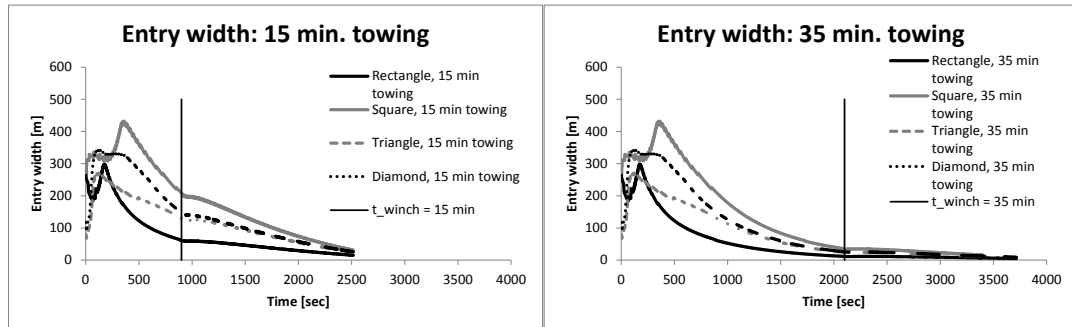 Entry width: 15 min. towing
Entry width [m]
600
500
400
300
200
100
0
0 500 1000 1500 2000 2500 3000 3500 4000
Time [sec]
Rectangle, 15 min
towing
Square, 15 min towing
Triangle, 15 min towing
Diamond, 15 min towing
t_winch = 15 min
Entry width: 35 min. towing
Entry width [m]
600
500
400
300
200
100
0
0 500 1000 1500 2000 2500 3000 3500 4000
Time [sec]
Rectangle, 35 min
towing
Square, 35 min
towing
Triangle, 35 min
towing
Diamond, 35 min
towing
t_winch = 35 min